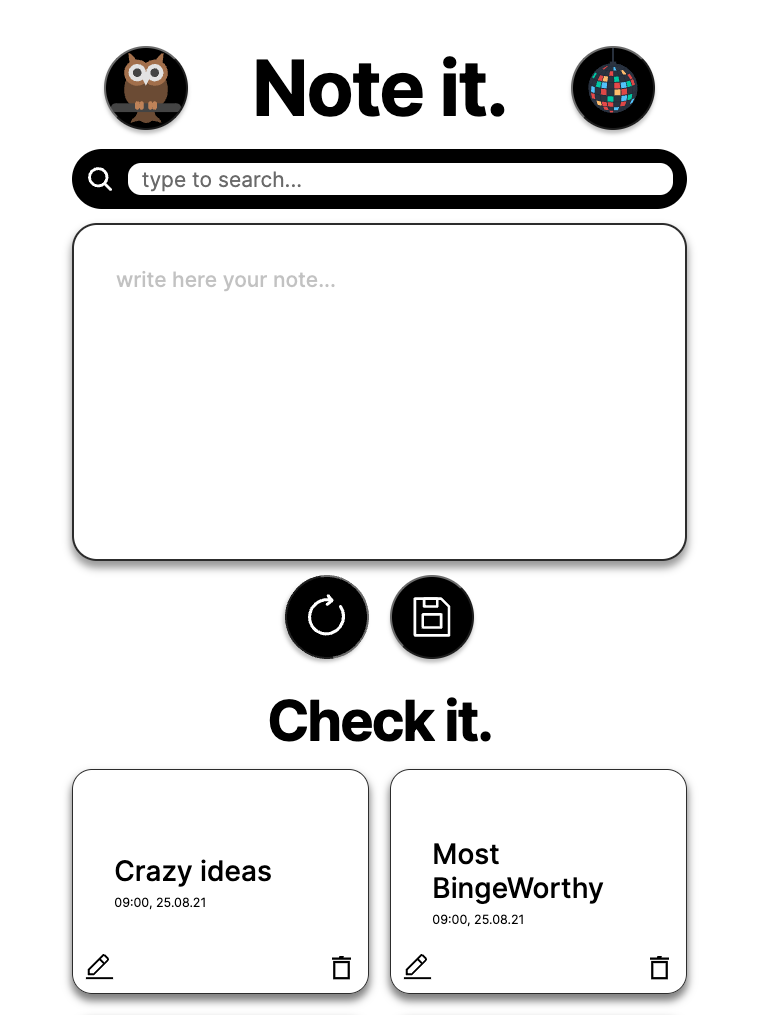 Note it.
type to search...
write here your note...
Check it.
Crazy ideas
09:00, 25.08.21
Most
BingeWorthy
09:00, 25.08.21